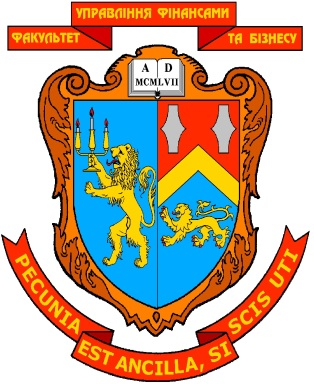 УПРАВЛІННЯ ФІНАНСАМИ
ФАКУЛЬТЕТ ТА БІЗНЕСУ
A D
MCMLVII
PECUNIA EST ANCILLA, SI SCIS UTI